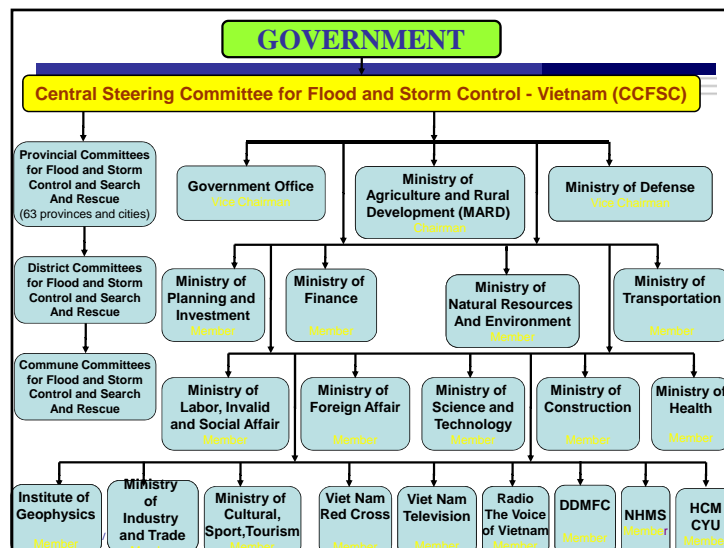 GOVERNMENT
Central Steering Committee for Flood and Storm Control - Vietnam (CCFSC)
Provincial Committees
for Flood and Storm
Control and Search
And Rescue
(63 provinces and cities)
District Committees
for Flood and Storm
Control and Search
And Rescue
Commune Committees
for Flood and Storm
Control and Search
And Rescue
Government Office
Vice Chairman
Ministry of
Agriculture and Rural
Development (MARD)
Chairman
Ministry of Defense
Vice Chairman
Ministry of
Planning and
Investment
Member
Ministry of
Finance
Member
Ministry of
Natural Resources
And Environment
Member
Ministry of
Transportation
Member
Ministry of
Labor, Invalid
and Social Affair
Member
Ministry of
Foreign Affair
Member
Ministry of
Science and
Technology
Member
Ministry of
Construction
Member
Ministry of
Health
Member
Institute of
Geophysics
Member
Ministry
of
Industry
and Trade
Member
Ministry of
Cultural,
Sport,Tourism
Member
Viet Nam
Red Cross
Member
Viet Nam
Television
Member
Radio
The Voice
of Vietnam
Member
DDMFC
Member
NHMS
Member
HCM
CYU
Member